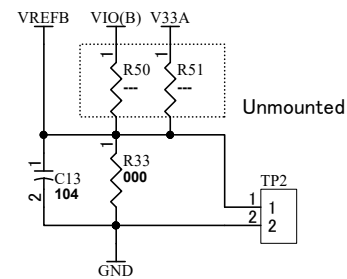 VREFB VIO(B) V33A
1 R50 ---
1 R51 ---
Unmounted
1 C13 104 2
1 R33 000
TP2
1 1
2 2
GND